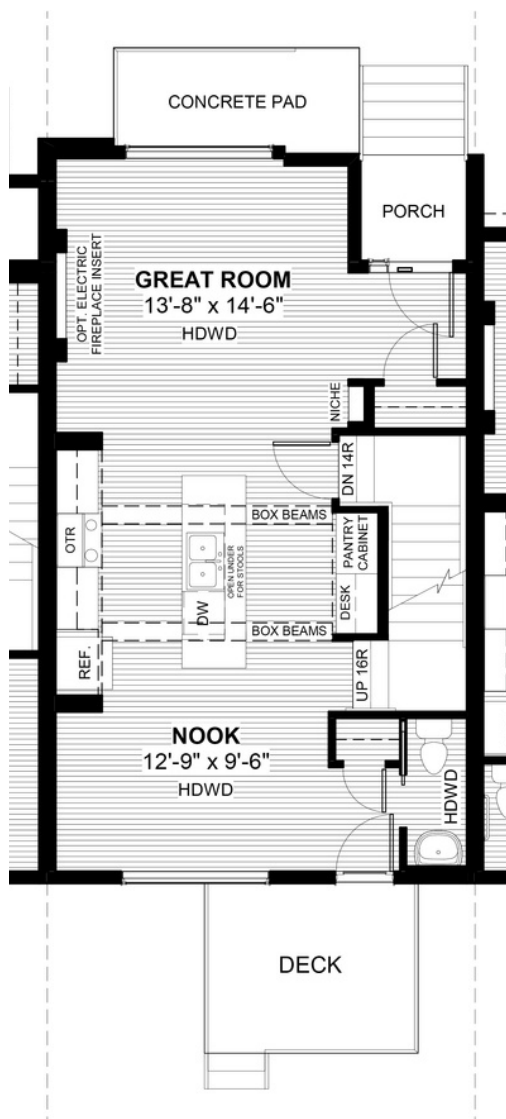 CONCRETE PAD
PORCH
OPT. ELECTRIC
FIREPLACE INSERT
GREAT ROOM
13'-8" x 14'-6"
HDWD
NICHE
DN 14R
BOX BEAMS
OTR
OPEN UNDER
FOR STOOLS
PANTRY
CABINET
DW
DESK
BOX BEAMS
REF.
UP 16R
NOOK
12'-9" x 9'-6"
HDWD
HDWD
DECK